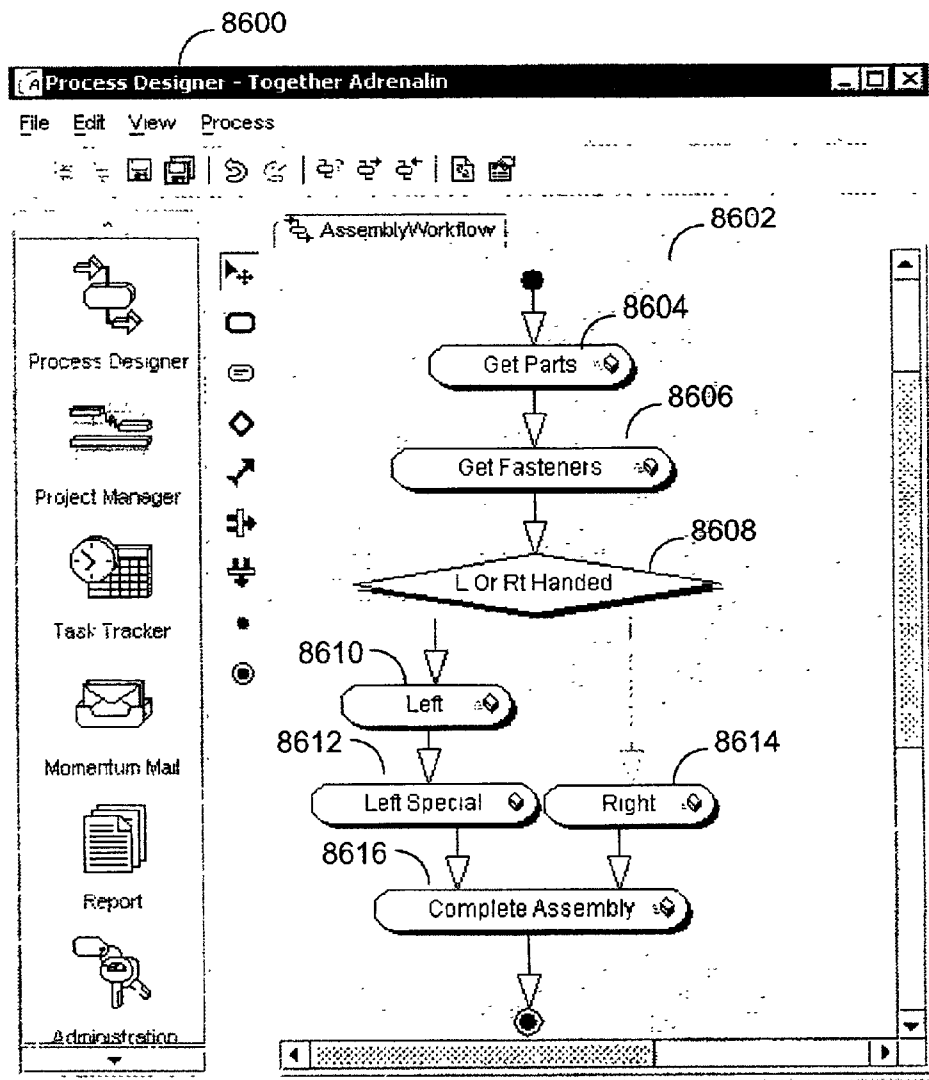 8600
Process Designer - Together Adrenalin
File Edit View Process
AssemblyWorkflow
8602
8604
Process Designer
Get Parts
8606
Get Fasteners
Project Manager
8608
L Or Rt Handed
Task Tracker
8610
Left
8612
8614
Momentum Mail
Left Special
Right
8616
Report
Complete Assembly
Administration